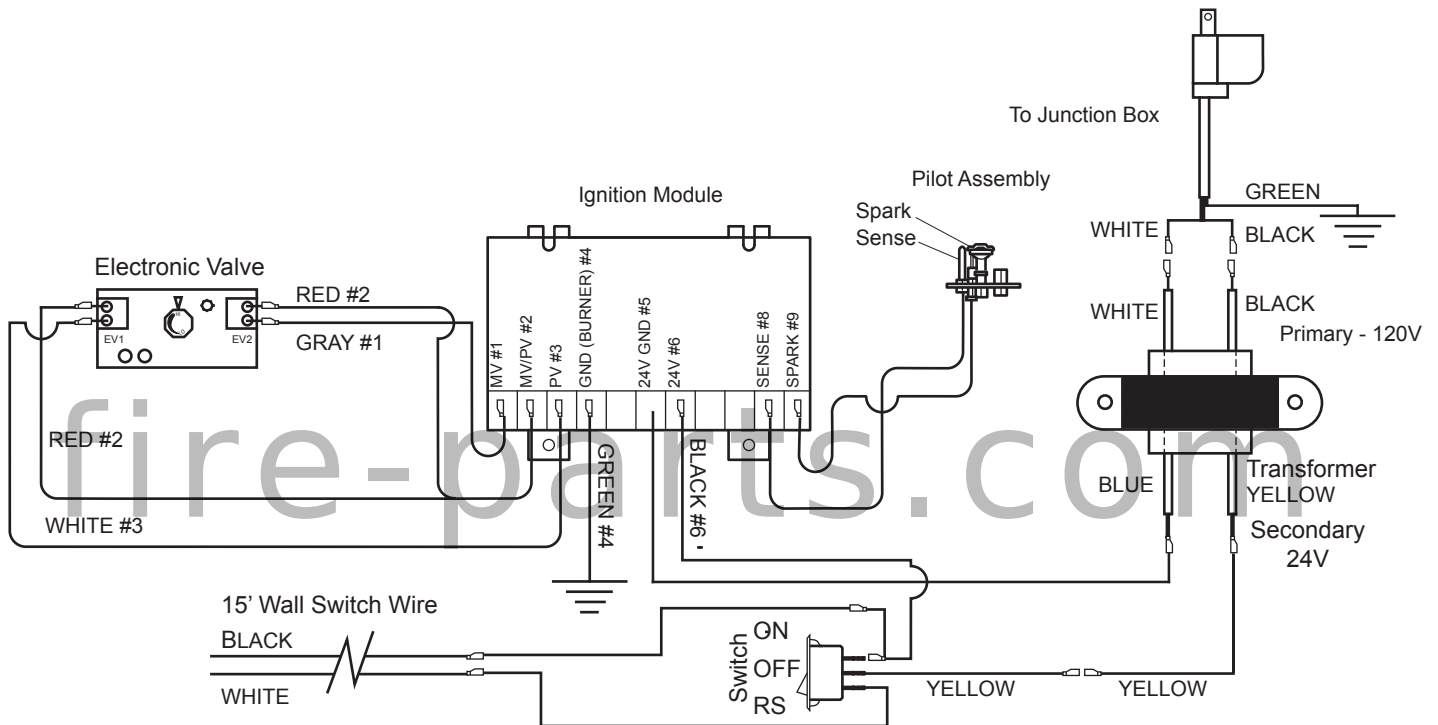 To Junction Box
GREEN
WHITE
BLACK
WHITE
BLACK
Primary - 120V
Transformer
BLUE
YELLOW
Secondary
24V
Pilot Assembly
Spark
Sense
Ignition Module
MV #1
MV/PV #2
PV #3
GND (BURNER) #4
24V GND #5
24V #6
SENSE #8
SPARK #9
Electronic Valve
EV1
EV2
RED #2
GRAY #1
RED #2
WHITE #3
GREEN #4
BLACK #6 -
fire-parts.com
15' Wall Switch Wire
BLACK
WHITE
Switch
ON
OFF
RS
YELLOW
YELLOW